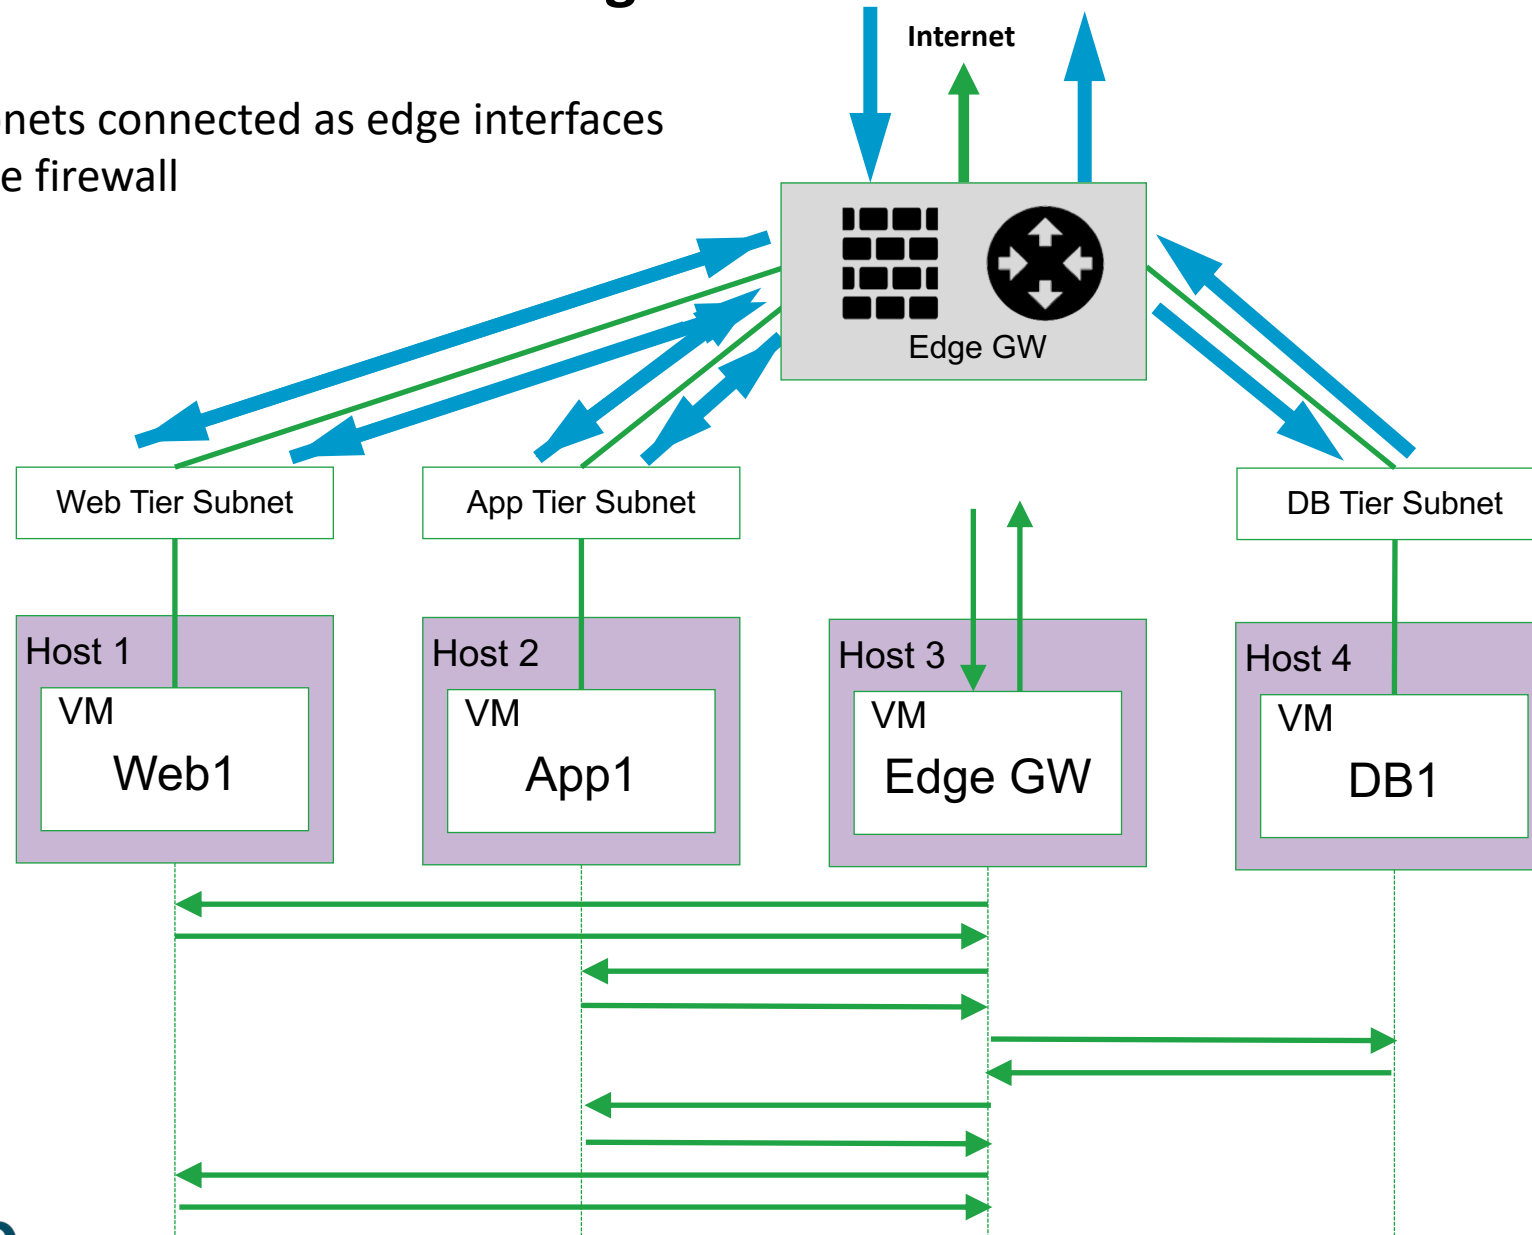 Internet
connected as edge interfaces
firewall
Edge GW
Web Tier Subnet
App Tier Subnet
DB Tier Subnet
Host 1
Host 2
Host 3
Host 4
VM
VM
VM
VM
Web1
App1
Edge GW
DB1